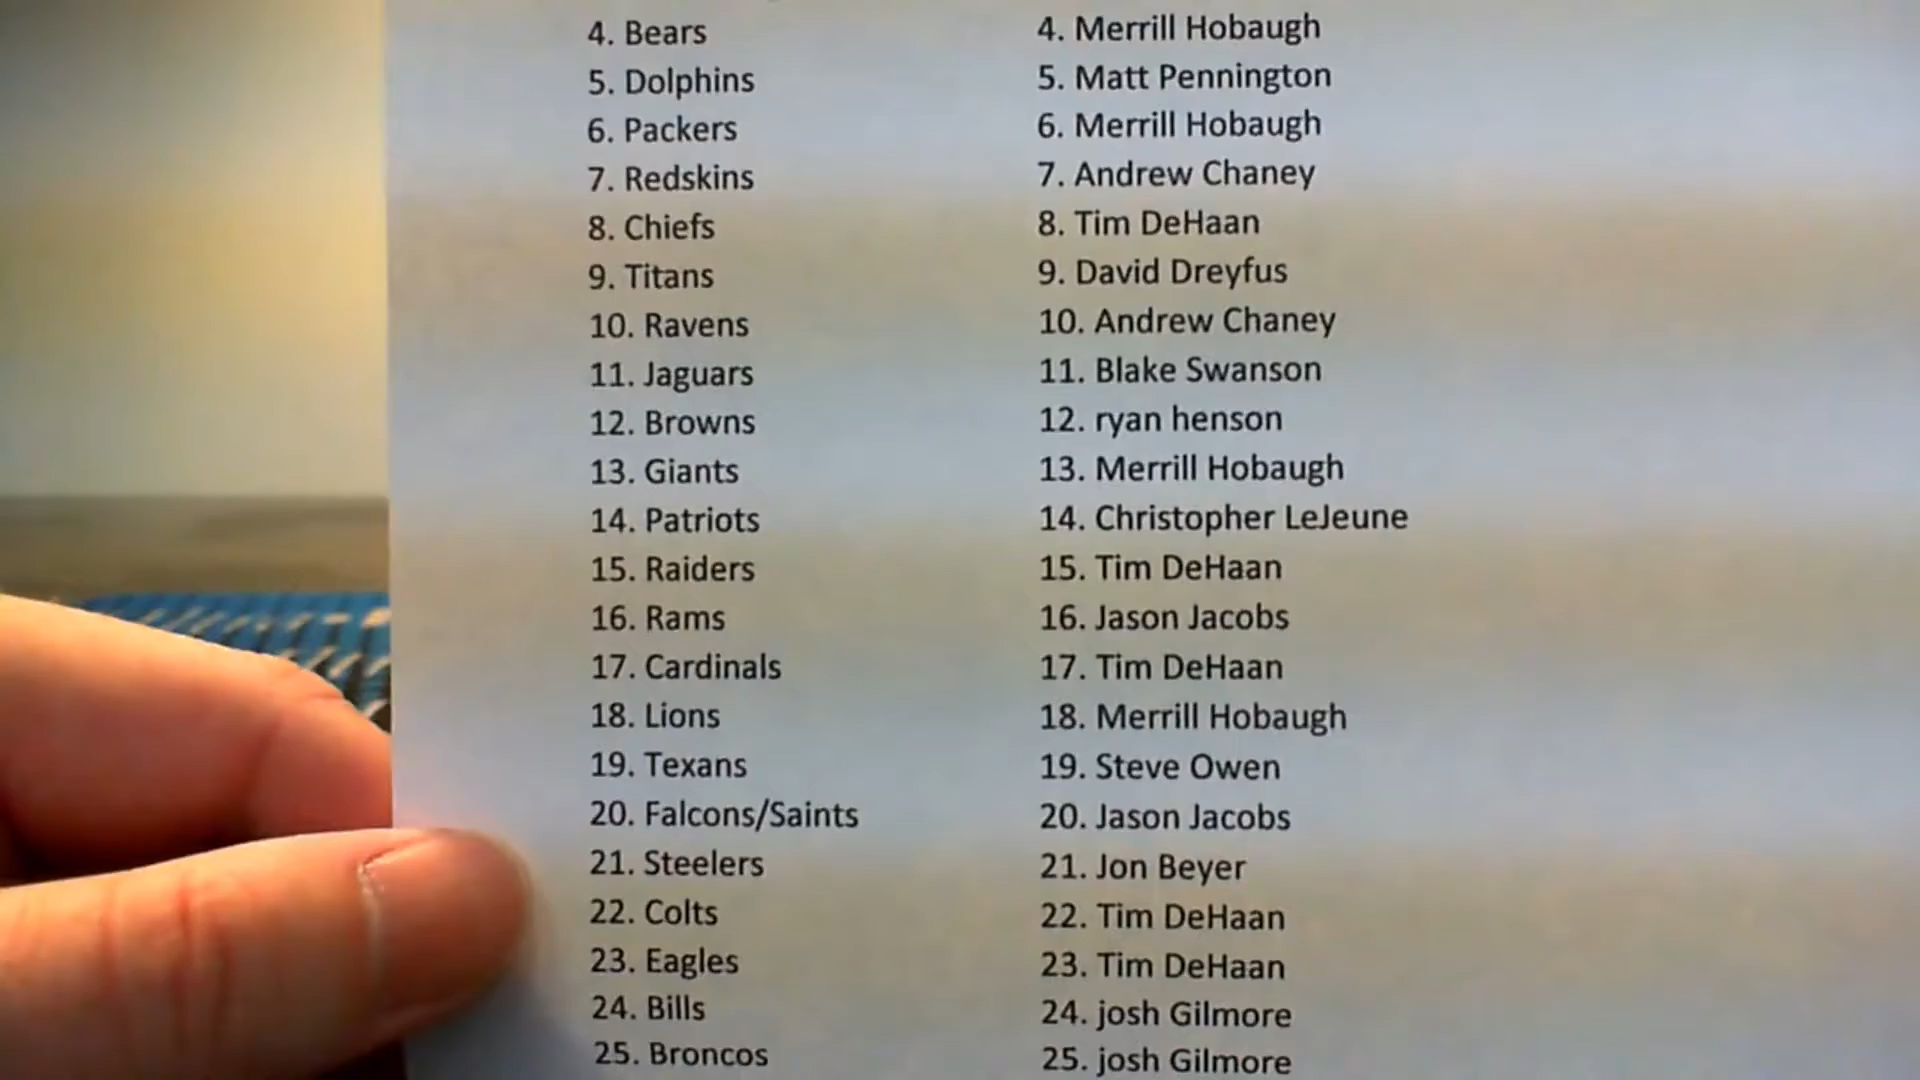 4. Bears 4. Merrill Hobaugh
5. Dolphins 5. Matt Pennington
6. Packers 6. Merrill Hobaugh
7. Redskins 7. Andrew Chaney
8. Chiefs 8. Tim DeHaan
9. Titans 9. David Dreyfus
10. Ravens 10. Andrew Chaney
11. Jaguars 11. Blake Swanson
12. Browns 12. ryan henson
13. Giants 13. Merrill Hobaugh
14. Patriots 14. Christopher LeJeune
15. Raiders 15. Tim DeHaan
16. Rams 16. Jason Jacobs
17. Cardinals 17. Tim DeHaan
18. Lions 18. Merrill Hobaugh
19. Texans 19. Steve Owen
20. Falcons/Saints 20. Jason Jacobs
21. Steelers 21. Jon Beyer
22. Colts 22. Tim DeHaan
23. Eagles 23. Tim DeHaan
24. Bills 24. josh Gilmore
25. Broncos 25. josh Gilmore